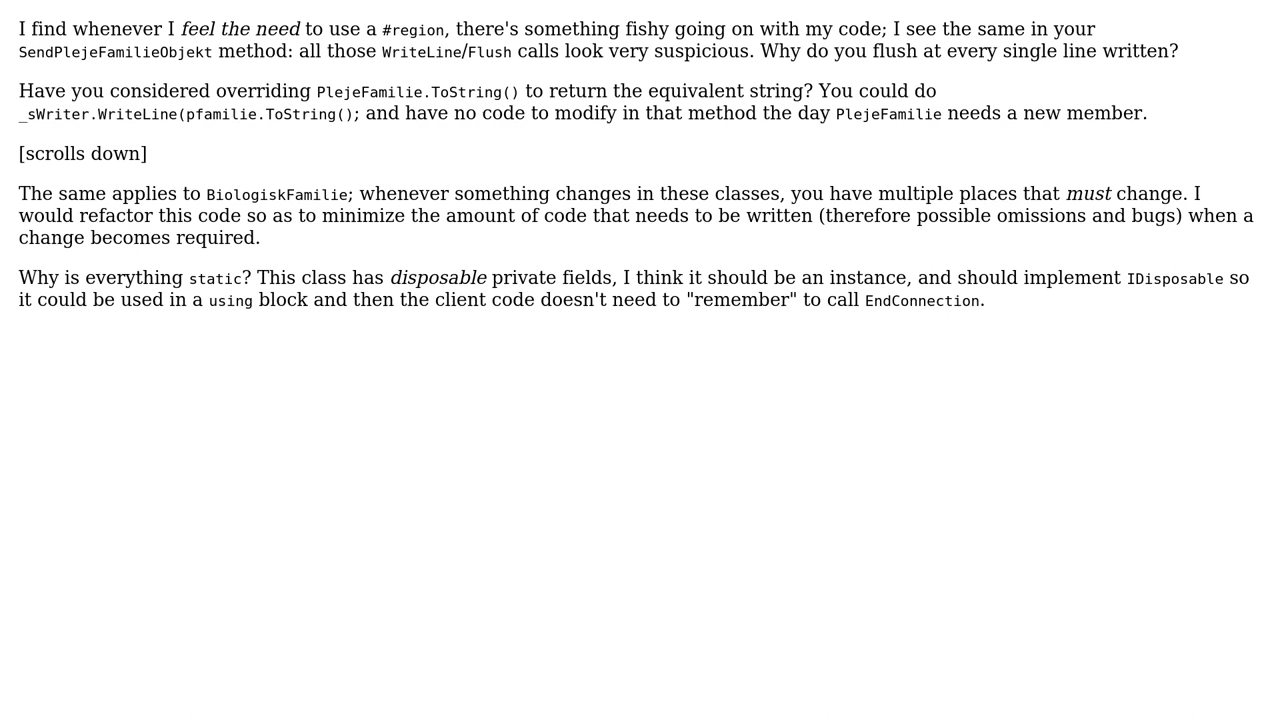 I find whenever I feel the need to use a #region, there's something fishy going on with my code; I see the same in your
SendPlejeFamilieObjekt method: all those WriteLine/Flush calls look very suspicious. Why do you flush at every single line written?
Have you considered overriding PlejeFamilie.ToString() to return the equivalent string? You could do
_sWriter.WriteLine(pfamilie.ToString(); and have no code to modify in that method the day PlejeFamilie needs a new member.
[scrolls down]
The same applies to BiologiskFamilie; whenever something changes in these classes, you have multiple places that must change. I
would refactor this code so as to minimize the amount of code that needs to be written (therefore possible omissions and bugs) when a
change becomes required.
Why is everything static? This class has disposable private fields, I think it should be an instance, and should implement IDisposable so
it could be used in a using block and then the client code doesn't need to "remember" to call EndConnection.